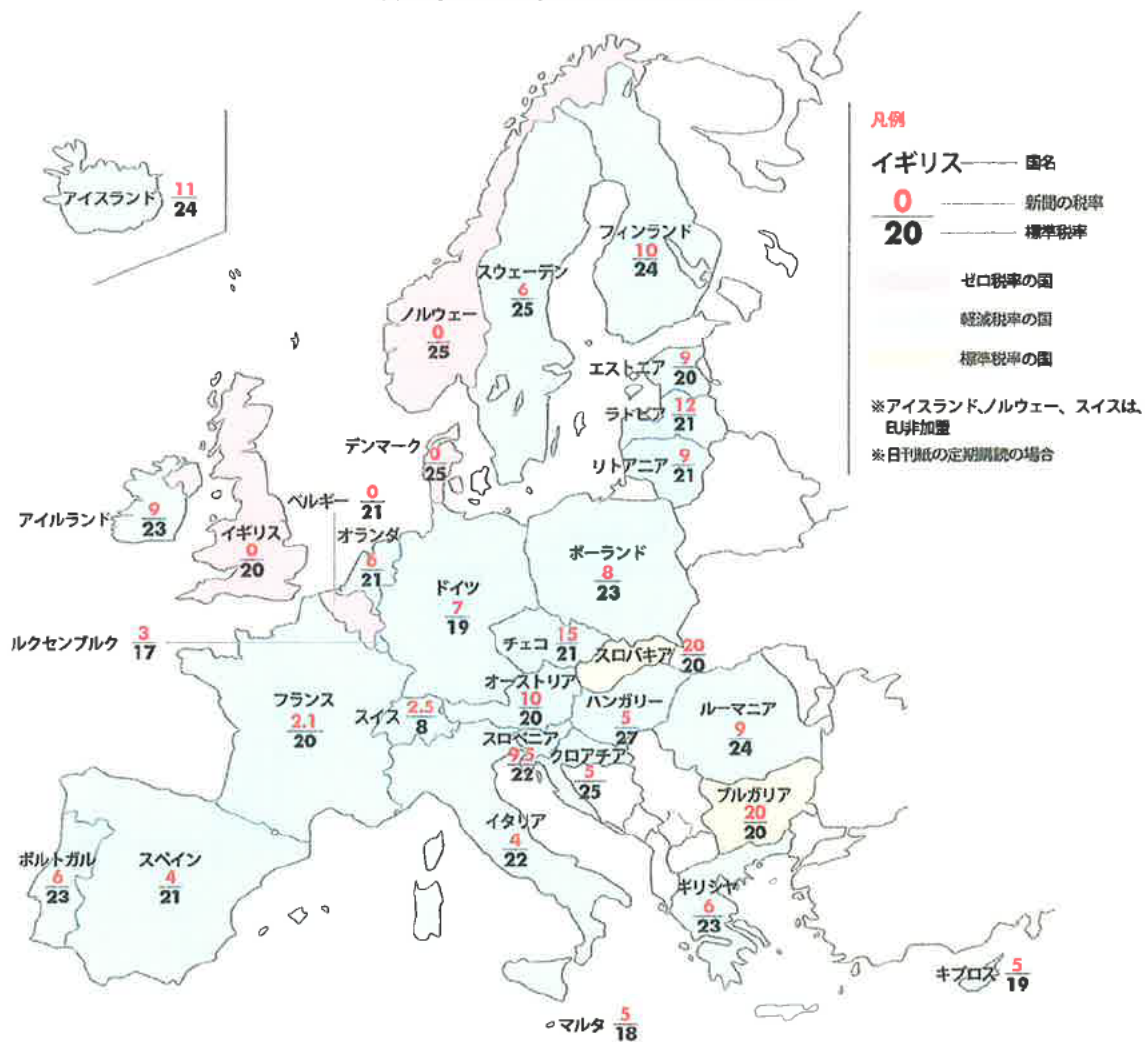 凡例
イギリス 国名
0 新聞の税率
20 標準税率
ゼロ税率の国
軽減税率の国
標準税率の国
※アイスランド、ノルウェー、スイスは、
EU非加盟
※日刊紙の定期購読の場合
アイスランド 11
24
フィンランド
10
24
スウェーデン
6
25
ノルウェー
0
25
エストニア 9
20
ラトビア 12
21
リトアニア 9
21
デンマーク 0
25
ベルギー 0
21
アイルランド 9
23
イギリス
0
20
オランダ
6
21
ポーランド
8
23
ドイツ
7
19
ルクセンブルク 3
17
チェコ 15
21
スロバキア 20
20
オーストリア
10
20
フランス
2.1
20
スイス 2.5
8
ハンガリー
5
27
ルーマニア
9
24
スロベニア
9.5
22
クロアチア
5
25
ブルガリア
20
20
イタリア
4
22
ポルトガル
6
23
スペイン
4
21
ギリシャ
6
23
キプロス 5
19
マルタ 5
18